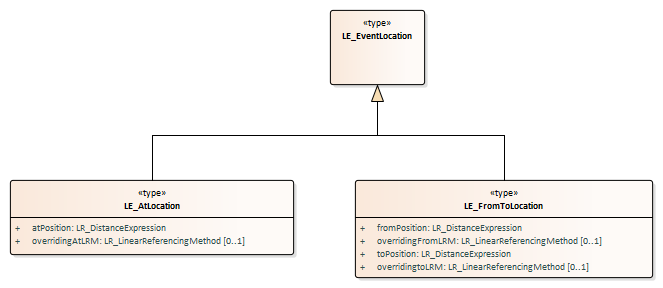 «type»
LE_EventLocation
«type»
LE_AtLocation
+ atPosition: LR_DistanceExpression
+ overridingAtLRM: LR_LinearReferencingMethod [0..1]
«type»
LE_FromToLocation
+ fromPosition: LR_DistanceExpression
+ overridingFromLRM: LR_LinearReferencingMethod [0..1]
+ toPosition: LR_DistanceExpression
+ overridingtoLRM: LR_LinearReferencingMethod [0..1]